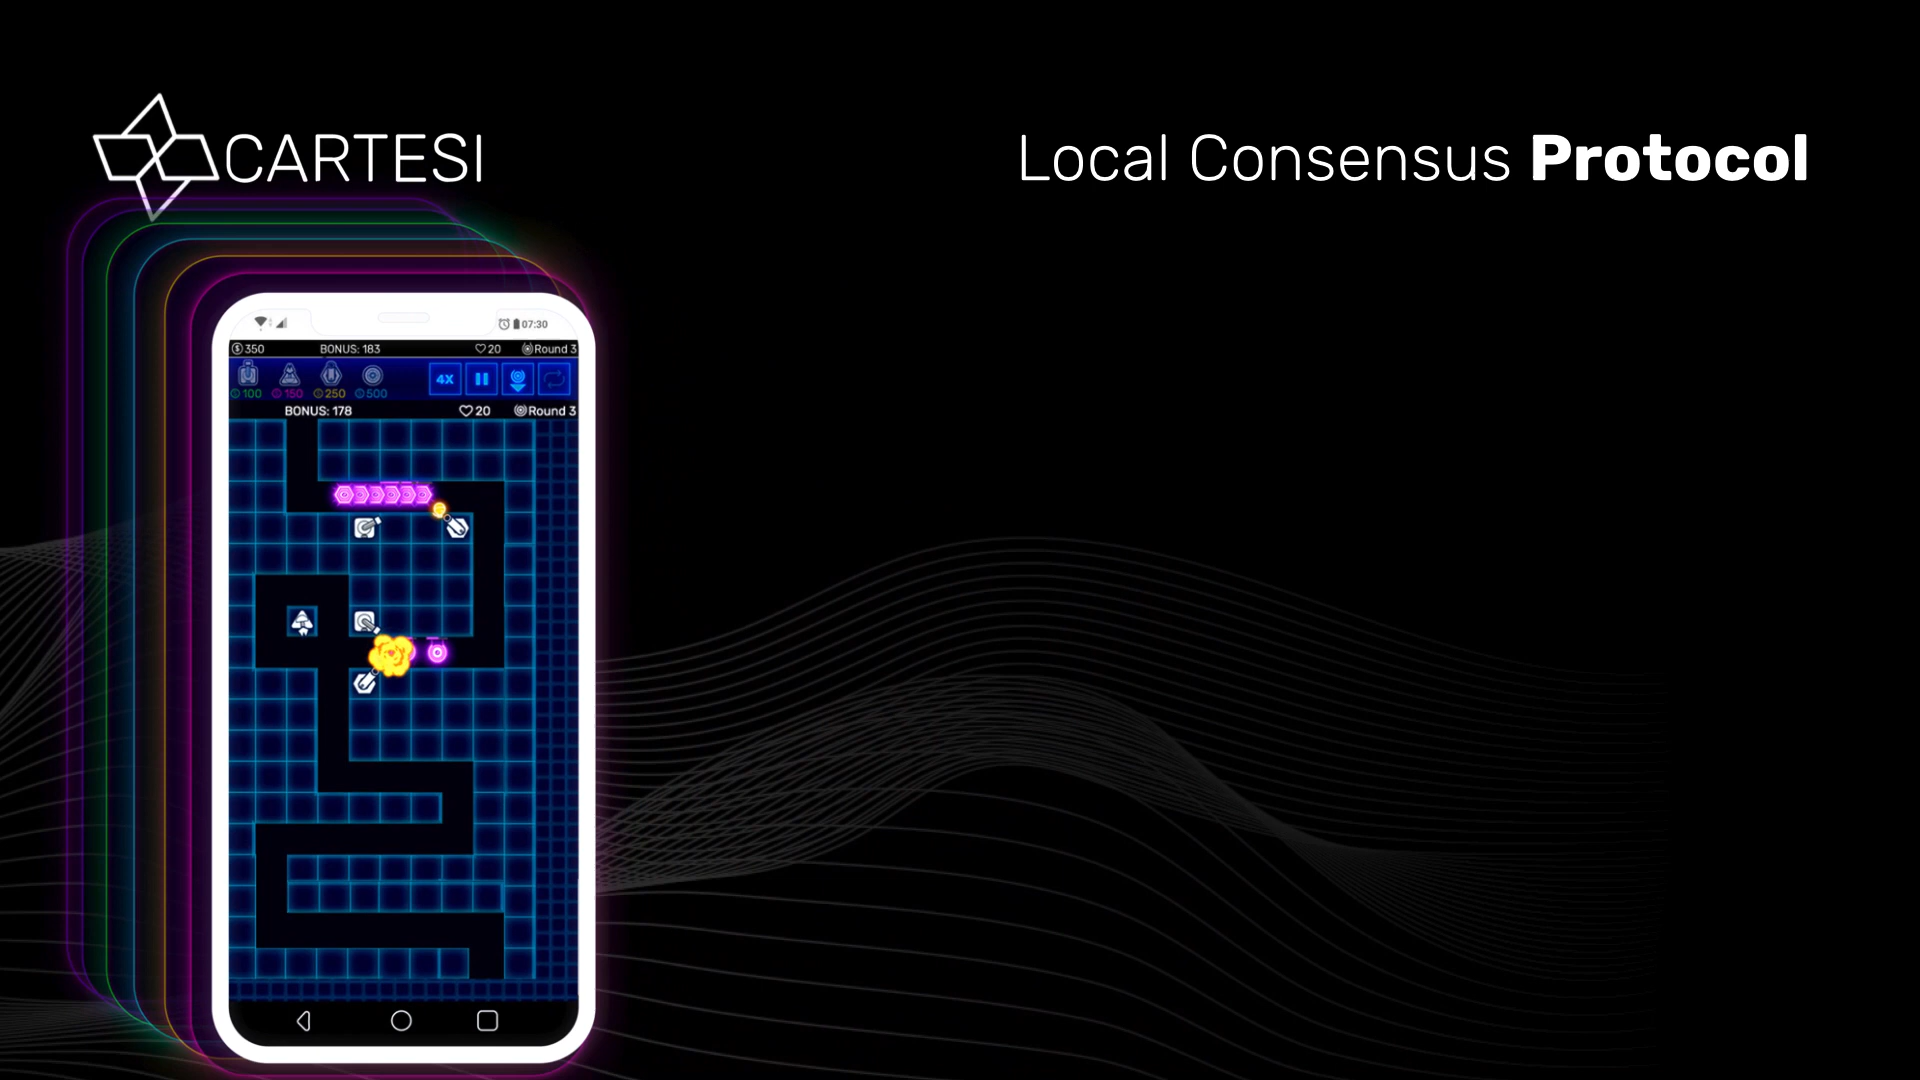 CARTESI
Local Consensus Protocol
07:30
350 BONUS: 183 20 Round 3
100 150 250 500 4X
BONUS: 178 20 Round 3